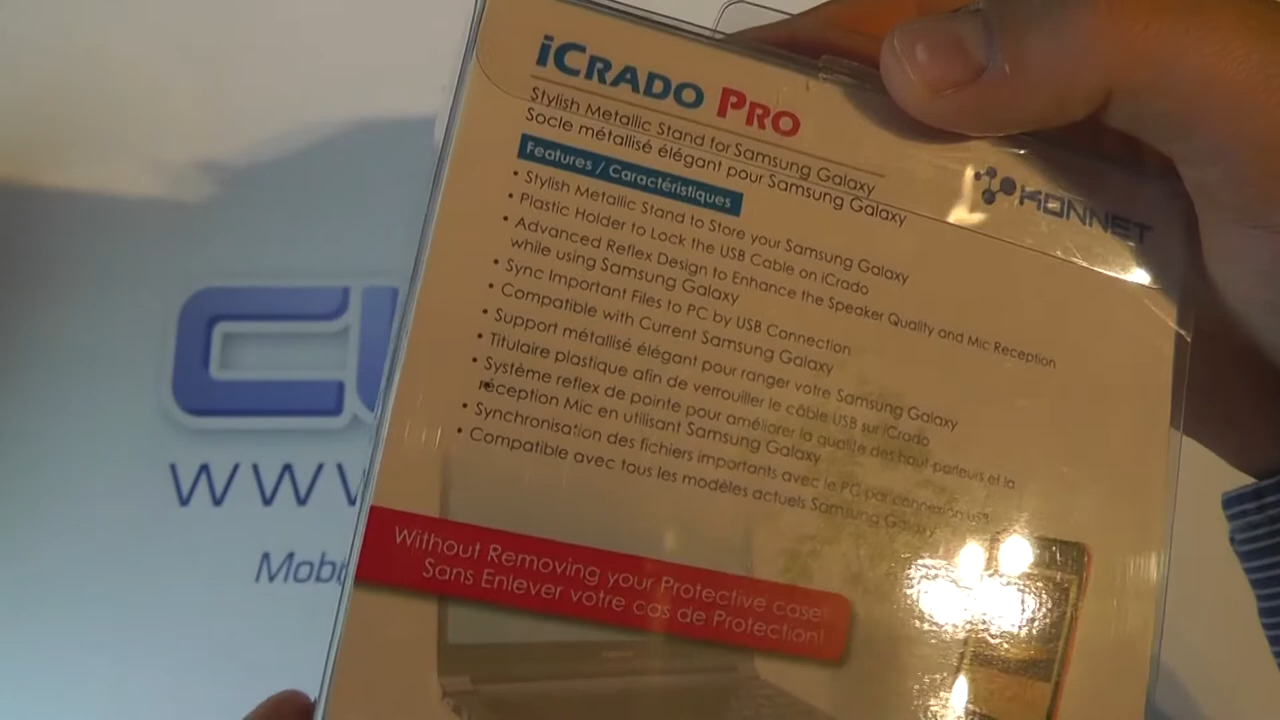 iCRADO PRO
Stylish Metallic Stand for Samsung Galaxy
Socle métallisé élégant pour Samsung Galaxy
KONNET
Features / Caractéristiques
• Stylish Metallic Stand to Store your Samsung Galaxy
• Plastic Holder to Lock the USB Cable on iCrado
• Advanced Reflex Design to Enhance the Speaker Quality and Mic Reception
while using Samsung Galaxy
• Sync Important Files to PC by USB Connection
• Compatible with Current Samsung Galaxy
• Support métallisé élégant pour ranger votre Samsung Galaxy
• Titulaire plastique afin de verrouiller le câble USB sur iCrado
• Système reflex de pointe pour améliorer la qualité des haut-parleurs et la
réception Mic en utilisant Samsung Galaxy
• Synchronisation des fichiers importants avec le PC par connexion USB
• Compatible avec tous les modèles actuels Samsung Galaxy
Without Removing your Protective case!
Sans Enlever votre cas de Protection!
WWW